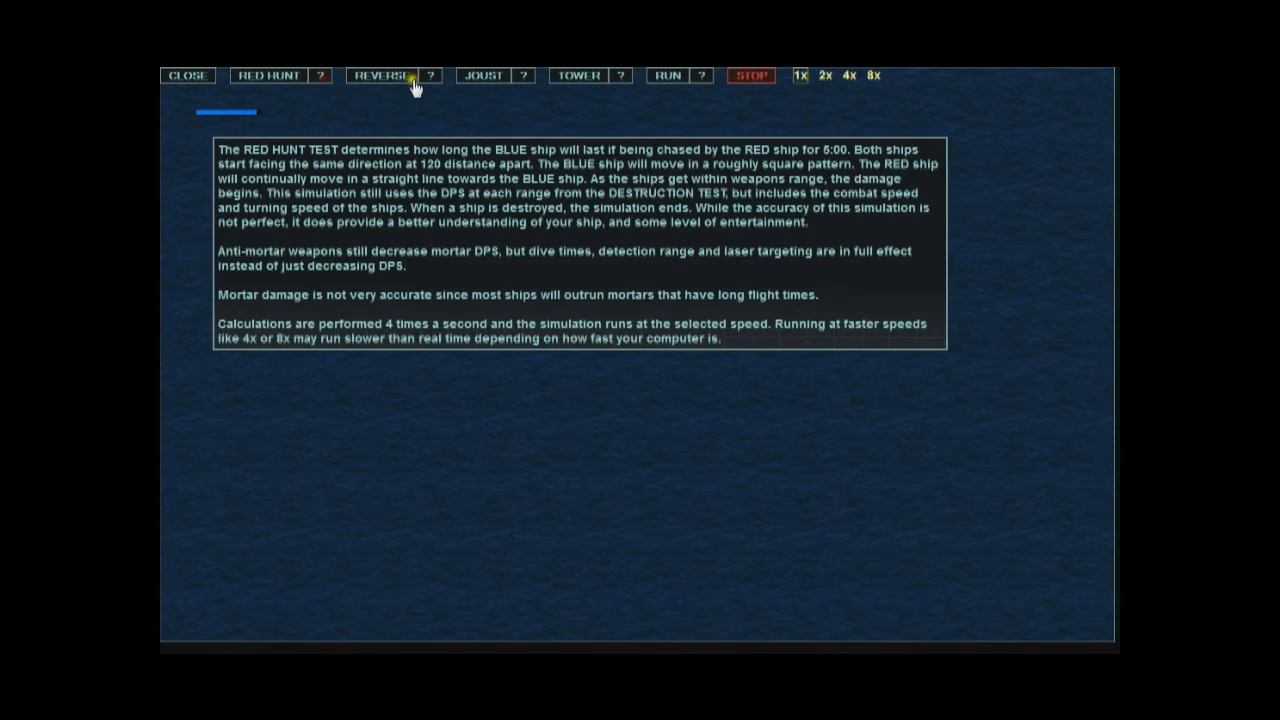 CLOSE RED HUNT ? REVERSE ? JOUST ? TOWER ? RUN ? STOP 1x 2x 4x 8x
The RED HUNT TEST determines how long the BLUE ship will last if being chased by the RED ship for 5:00. Both ships
start facing the same direction at 120 distance apart. The BLUE ship will move in a roughly square pattern. The RED ship
will continually move in a straight line towards the BLUE ship. As the ships get within weapons range, the damage
begins. This simulation still uses the DPS at each range from the DESTRUCTION TEST, but includes the combat speed
and turning speed of the ships. When a ship is destroyed, the simulation ends. While the accuracy of this simulation is
not perfect, it does provide a better understanding of your ship, and some level of entertainment.
Anti-mortar weapons still decrease mortar DPS, but dive times, detection range and laser targeting are in full effect
instead of just decreasing DPS.
Mortar damage is not very accurate since most ships will outrun mortars that have long flight times.
Calculations are performed 4 times a second and the simulation runs at the selected speed. Running at faster speeds
like 4x or 8x may run slower than real time depending on how fast your computer is.